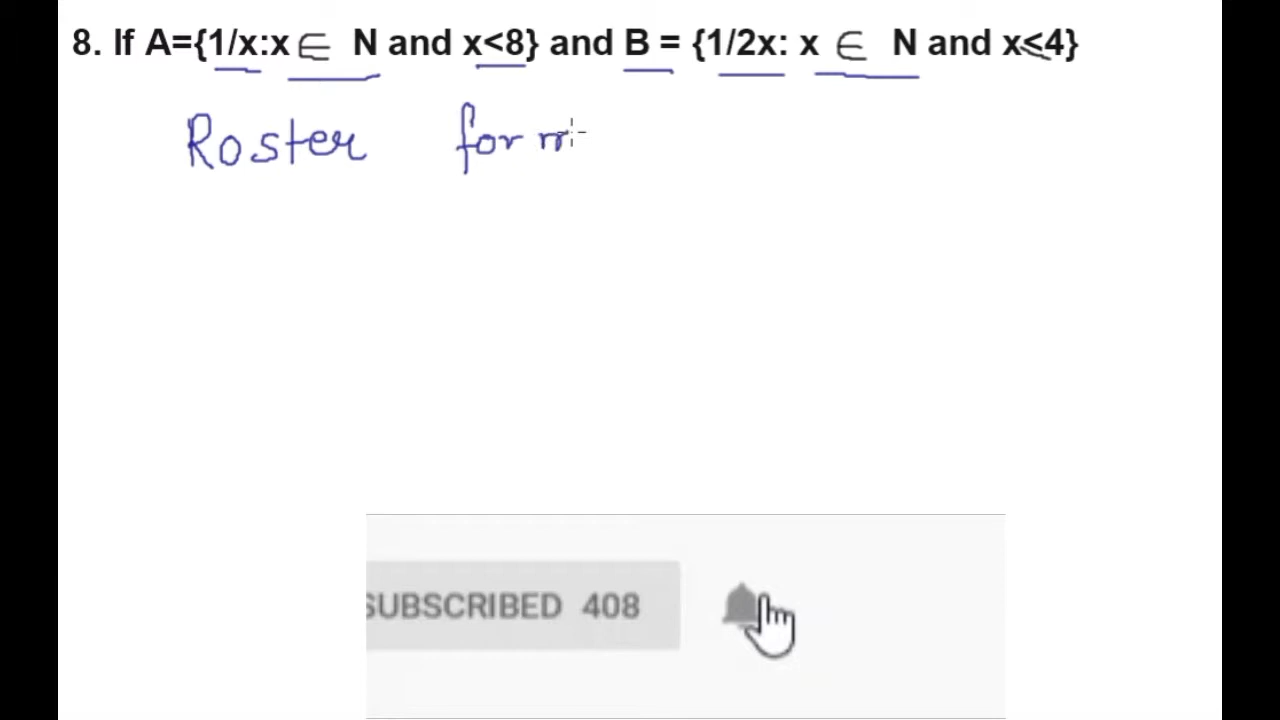 8. If A={1/x:x ∈ N and x<8} and B = {1/2x: x ∈ N and x⩽4}
Roster form
SUBSCRIBED 408